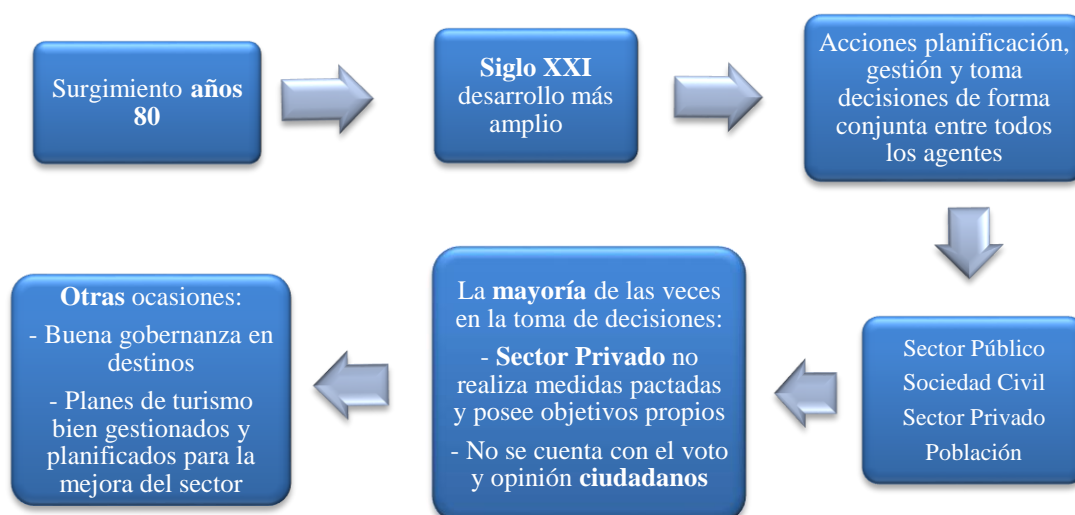 Surgimiento años
80
Siglo XXI
desarrollo más
amplio
Acciones planificación,
gestión y toma
decisiones de forma
conjunta entre todos
los agentes
Sector Público
Sociedad Civil
Sector Privado
Población
La mayoría de las veces
en la toma de decisiones:
- Sector Privado no
realiza medidas pactadas
y posee objetivos propios
- No se cuenta con el voto
y opinión ciudadanos
Otras ocasiones:
- Buena gobernanza en
destinos
- Planes de turismo
bien gestionados y
planificados para la
mejora del sector